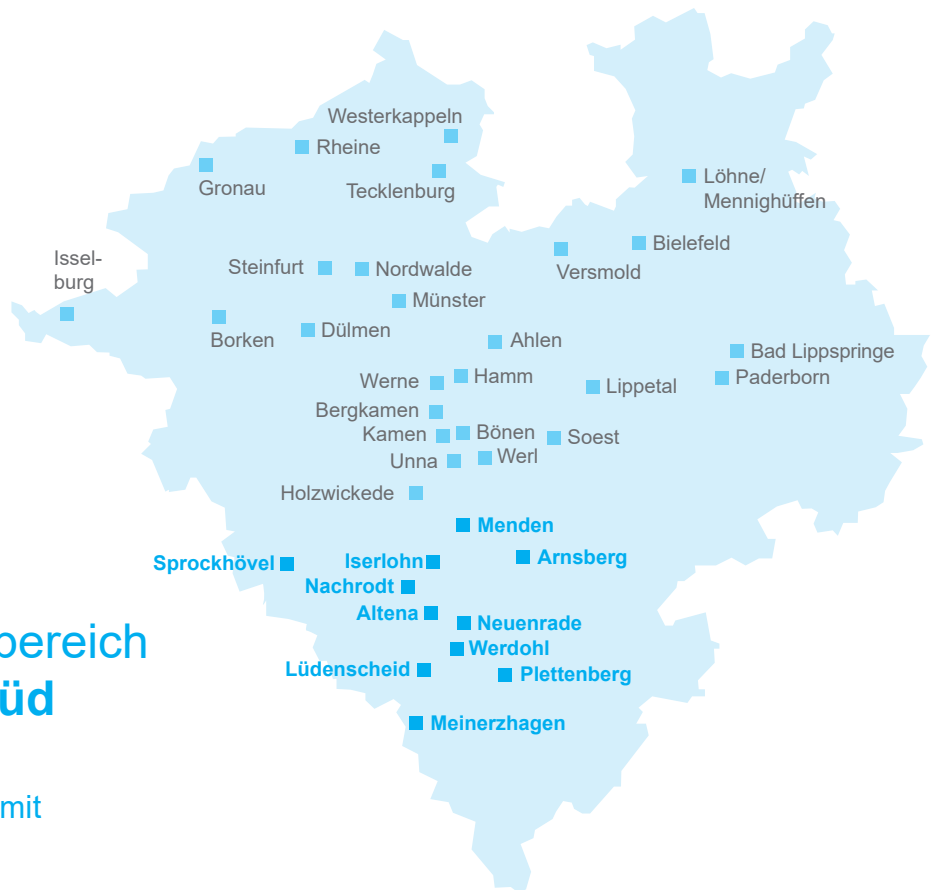 Westerkappeln
Rheine
Gronau
Tecklenburg
Löhne/
Mennighüffen
Bielefeld
Versmold
Issel-
burg
Steinfurt
Nordwalde
Münster
Borken
Dülmen
Ahlen
Bad Lippspringe
Paderborn
Werne
Hamm
Lippetal
Bergkamen
Kamen
Bönen
Soest
Unna
Werl
Holzwickede
Menden
Sprockhövel
Iserlohn
Arnsberg
Nachrodt
Altena
Neuenrade
Werdohl
Lüdenscheid
Plettenberg
Meinerzhagen
bereich
üd
mit